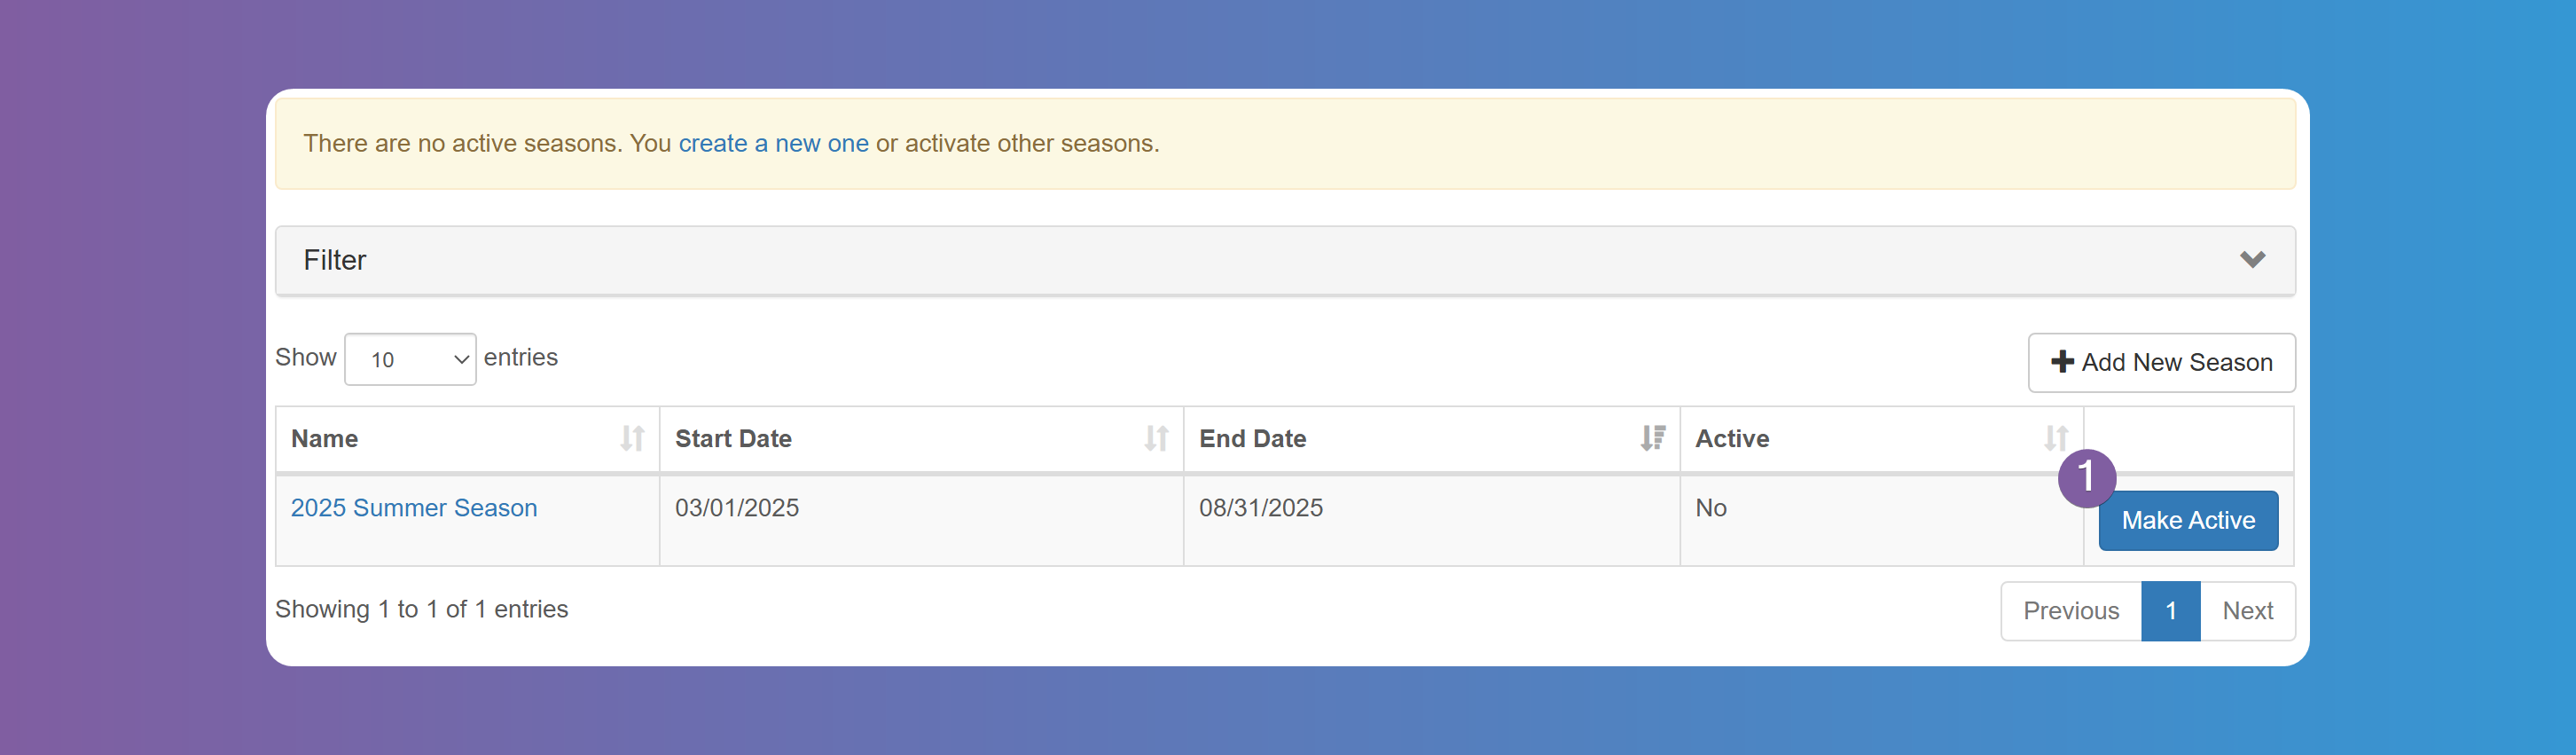 There are no active seasons. You create a new one or activate other seasons.
Filter
Show 10 entries
Add New Season
Name Start Date End Date Active
1
2025 Summer Season 03/01/2025 08/31/2025 No Make Active
Showing 1 to 1 of 1 entries
Previous 1 Next